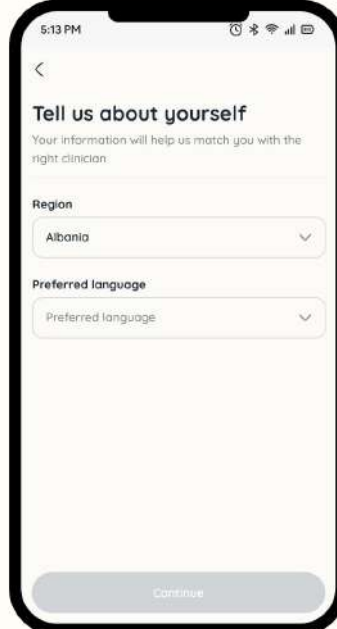 5:13 PM
Tell us about yourself
Your information will help us match you with the
right clinician
Region
Albania
Preferred language
Preferred language
Continue